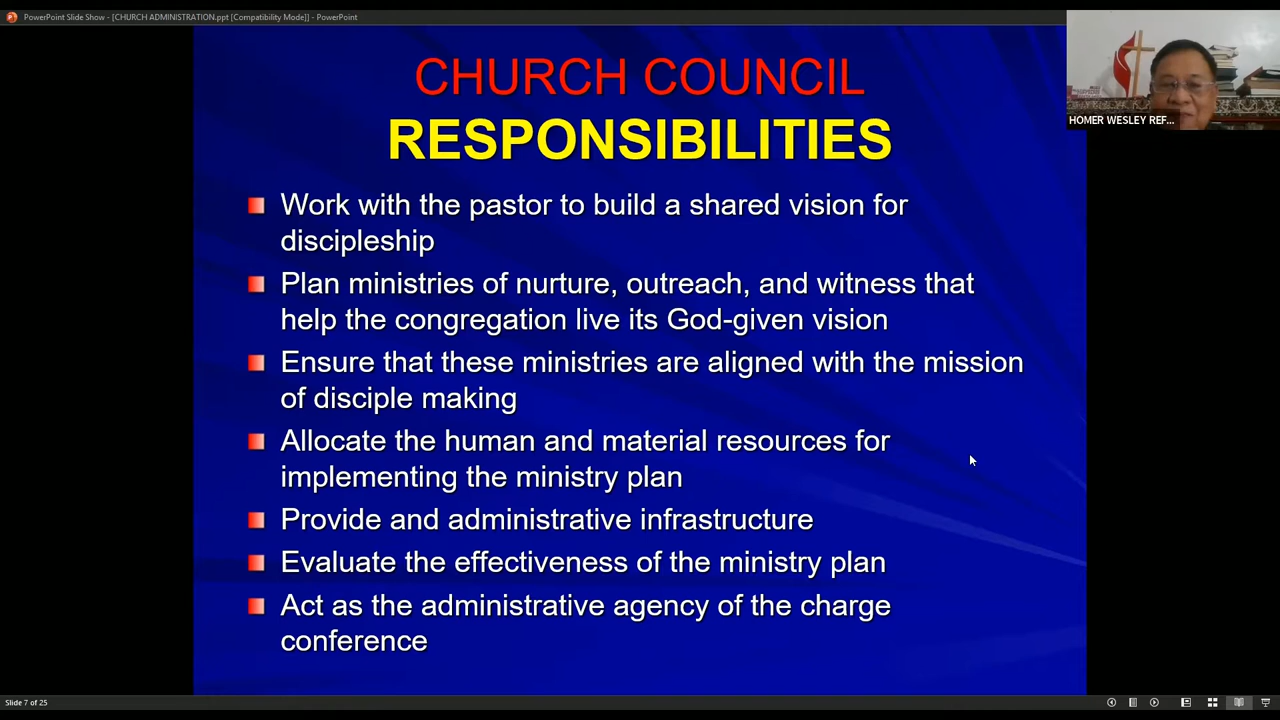 PowerPoint Slide Show - [CHURCH ADMINISTRATION.ppt [Compatibility Mode]] - PowerPoint
HOMER WESLEY REF...
CHURCH COUNCIL
RESPONSIBILITIES
Work with the pastor to build a shared vision for
discipleship
Plan ministries of nurture, outreach, and witness that
help the congregation live its God-given vision
Ensure that these ministries are aligned with the mission
of disciple making
Allocate the human and material resources for
implementing the ministry plan
Provide and administrative infrastructure
Evaluate the effectiveness of the ministry plan
Act as the administrative agency of the charge
conference
Slide 7 of 25